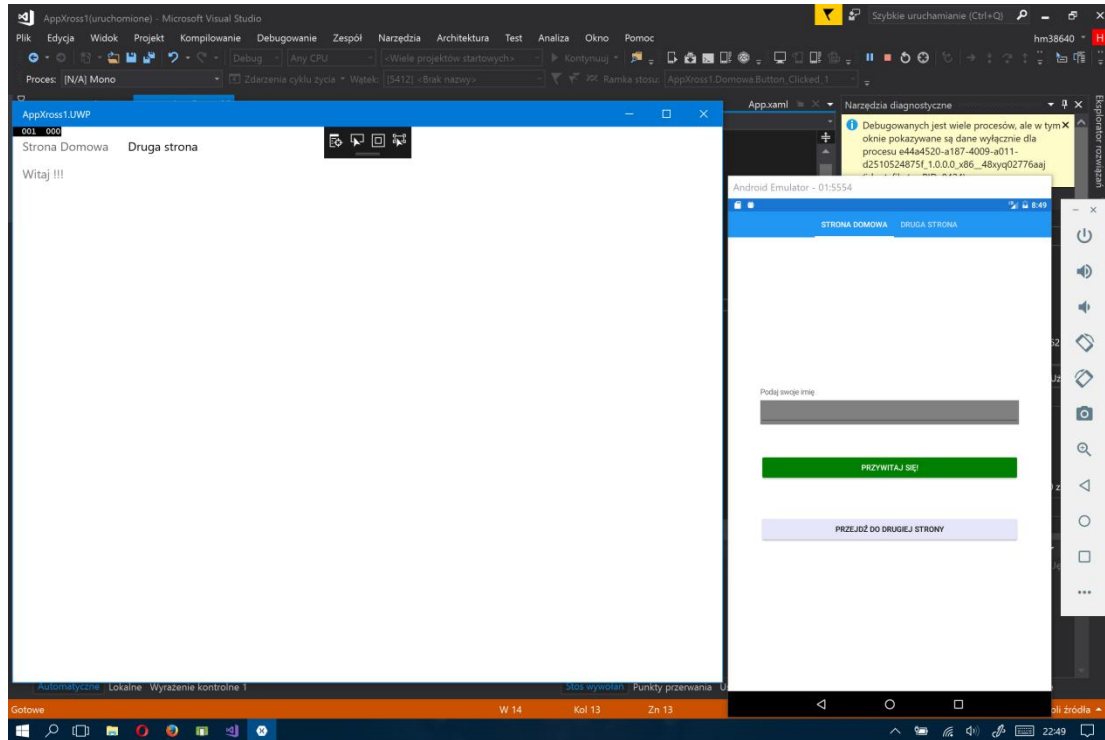 AppXross1(uruchomione) - Microsoft Visual Studio
Szybkie uruchamianie (Ctrl+Q)
Plik Edycja Widok Projekt Kompilowanie Debugowanie Zespół Narzędzia Architektura Test Analiza Okno Pomoc
hm38640 H
Debug Any CPU <Wiele projektów startowych> Kontynuuj
Proces: [N/A] Mono Zdarzenia cyklu życia Wątek: [5412] <Brak nazwy> Ramka stosu: AppXross1.Domowa.Button_Clicked_1
App.xaml
Narzędzia diagnostyczne
Eksplorator rozwiązań
Debugowanych jest wiele procesów, ale w tym
oknie pokazywane są dane wyłącznie dla
procesu e44a4520-a187-4009-a011-
d2510524875f_1.0.0.0_x86__48xyq02776aaj
AppXross1.UWP
001 000
Strona Domowa Druga strona
Witaj !!!
Android Emulator - 01:5554
8:49
STRONA DOMOWA DRUGA STRONA
Podaj swoje imię
PRZYWITAJ SIĘ!
PRZEJDŹ DO DRUGIEJ STRONY
Automatyczne Lokalne Wyrażenie kontrolne 1
Stos wywołań Punkty przerwania
Gotowe W 14 Kol 13 Zn 13
źródła
22:49